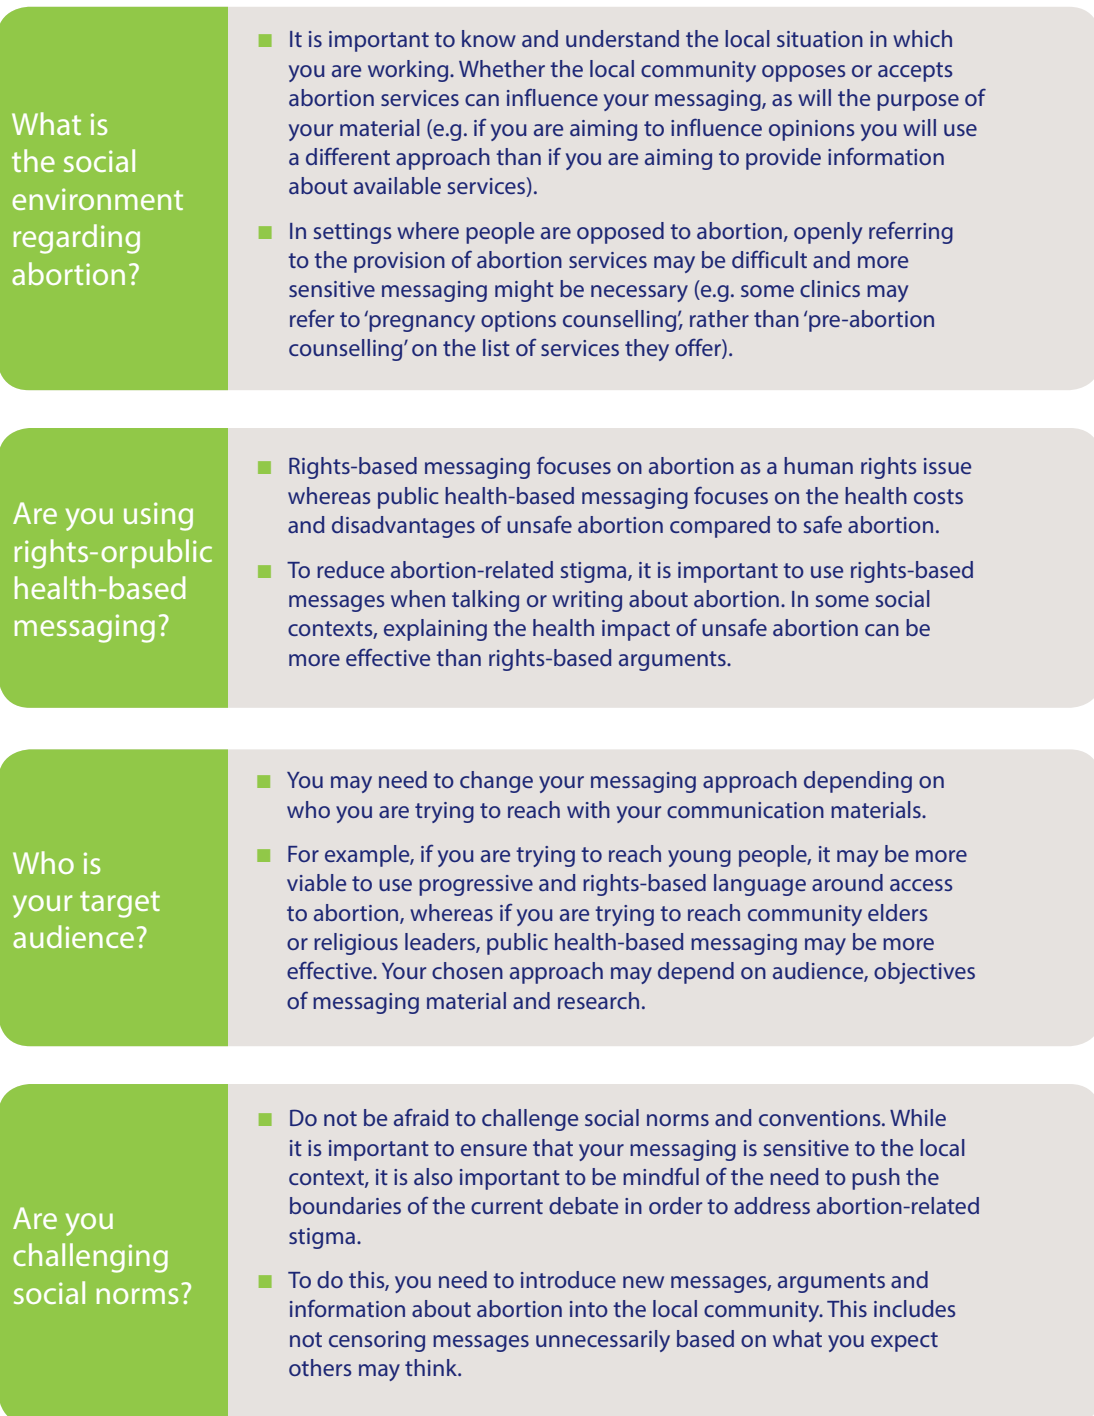 What is
the social
environment
regarding
abortion?
■ It is important to know and understand the local situation in which
you are working. Whether the local community opposes or accepts
abortion services can influence your messaging, as will the purpose of
your material (e.g. if you are aiming to influence opinions you will use
a different approach than if you are aiming to provide information
about available services).
■ In settings where people are opposed to abortion, openly referring
to the provision of abortion services may be difficult and more
sensitive messaging might be necessary (e.g. some clinics may
refer to ‘pregnancy options counselling’, rather than ‘pre-abortion
counselling’ on the list of services they offer).
Are you using
rights-orpublic
health-based
messaging?
■ Rights-based messaging focuses on abortion as a human rights issue
whereas public health-based messaging focuses on the health costs
and disadvantages of unsafe abortion compared to safe abortion.
■ To reduce abortion-related stigma, it is important to use rights-based
messages when talking or writing about abortion. In some social
contexts, explaining the health impact of unsafe abortion can be
more effective than rights-based arguments.
Who is
your target
audience?
■ You may need to change your messaging approach depending on
who you are trying to reach with your communication materials.
■ For example, if you are trying to reach young people, it may be more
viable to use progressive and rights-based language around access
to abortion, whereas if you are trying to reach community elders
or religious leaders, public health-based messaging may be more
effective. Your chosen approach may depend on audience, objectives
of messaging material and research.
Are you
challenging
social norms?
■ Do not be afraid to challenge social norms and conventions. While
it is important to ensure that your messaging is sensitive to the local
context, it is also important to be mindful of the need to push the
boundaries of the current debate in order to address abortion-related
stigma.
■ To do this, you need to introduce new messages, arguments and
information about abortion into the local community. This includes
not censoring messages unnecessarily based on what you expect
others may think.